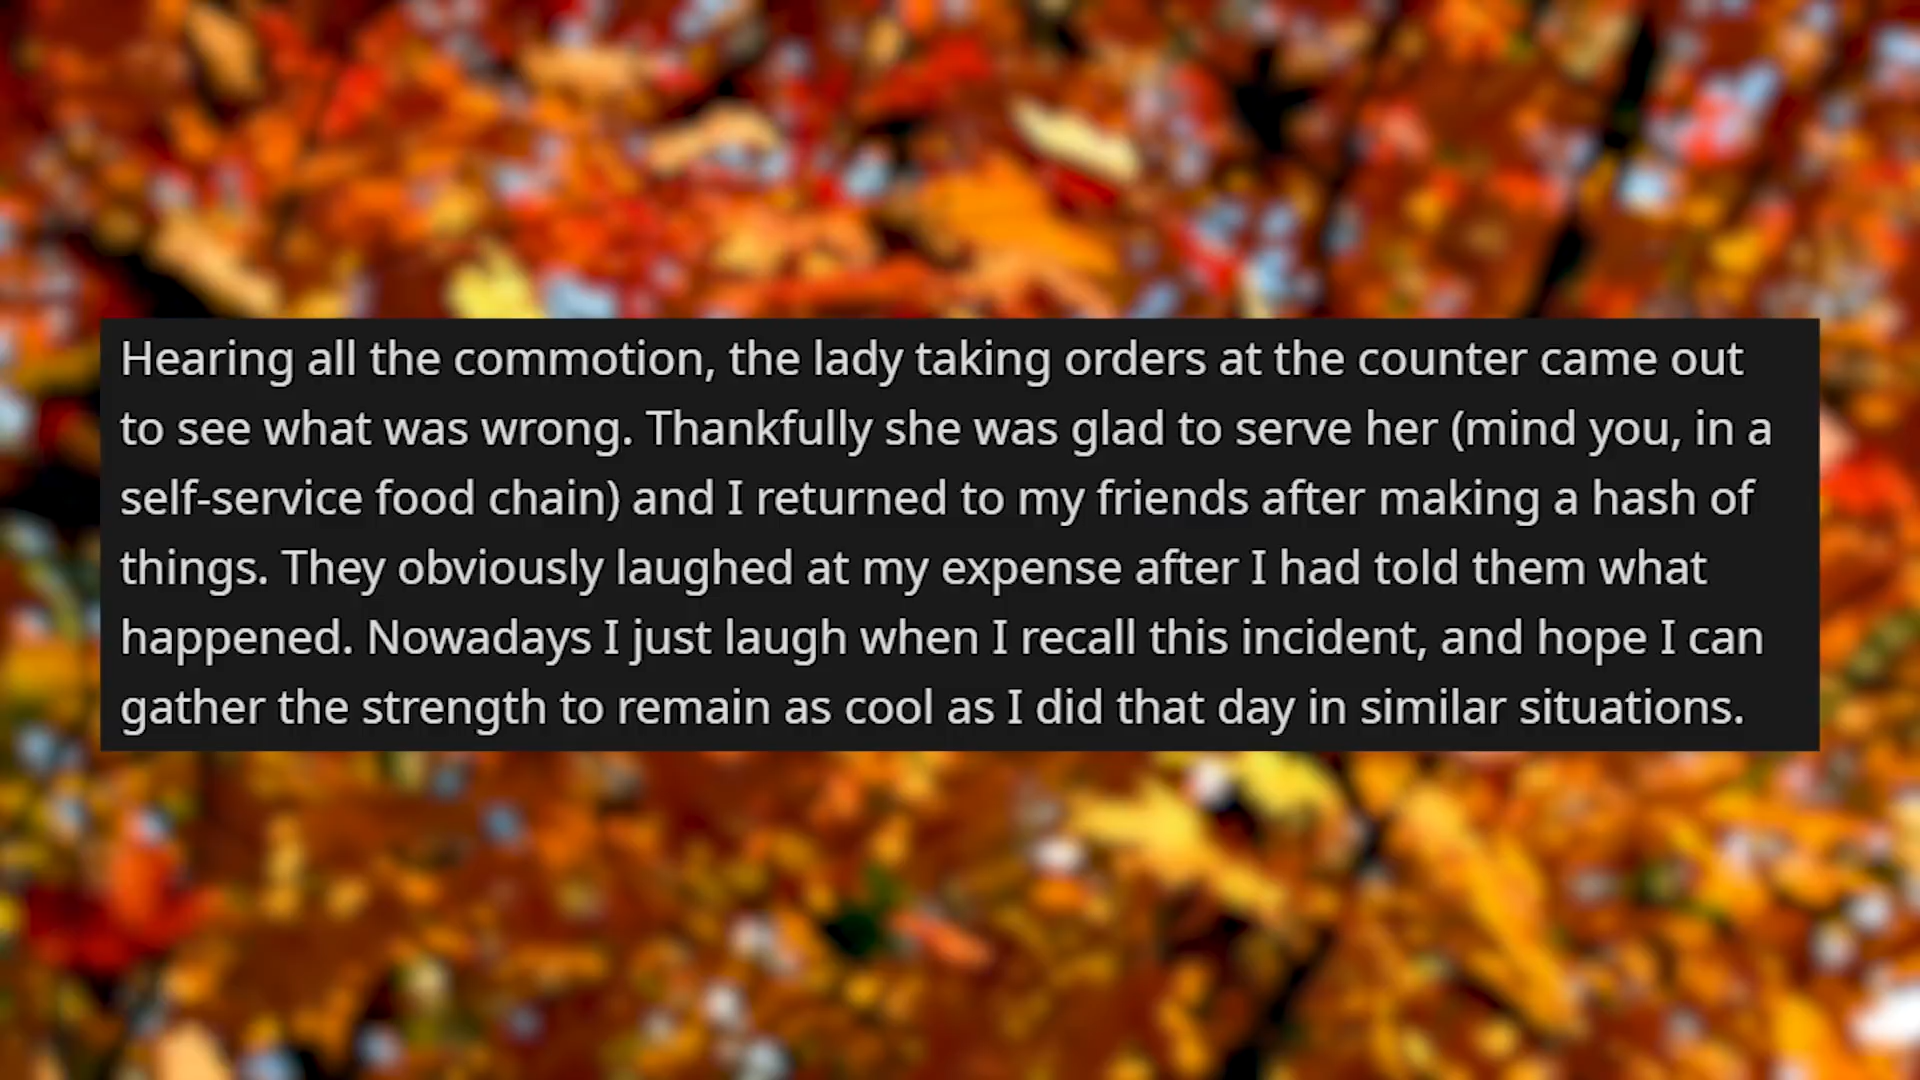 Hearing all the commotion, the lady taking orders at the counter came out
to see what was wrong. Thankfully she was glad to serve her (mind you, in a
self-service food chain) and I returned to my friends after making a hash of
things. They obviously laughed at my expense after I had told them what
happened. Nowadays I just laugh when I recall this incident, and hope I can
gather the strength to remain as cool as I did that day in similar situations.